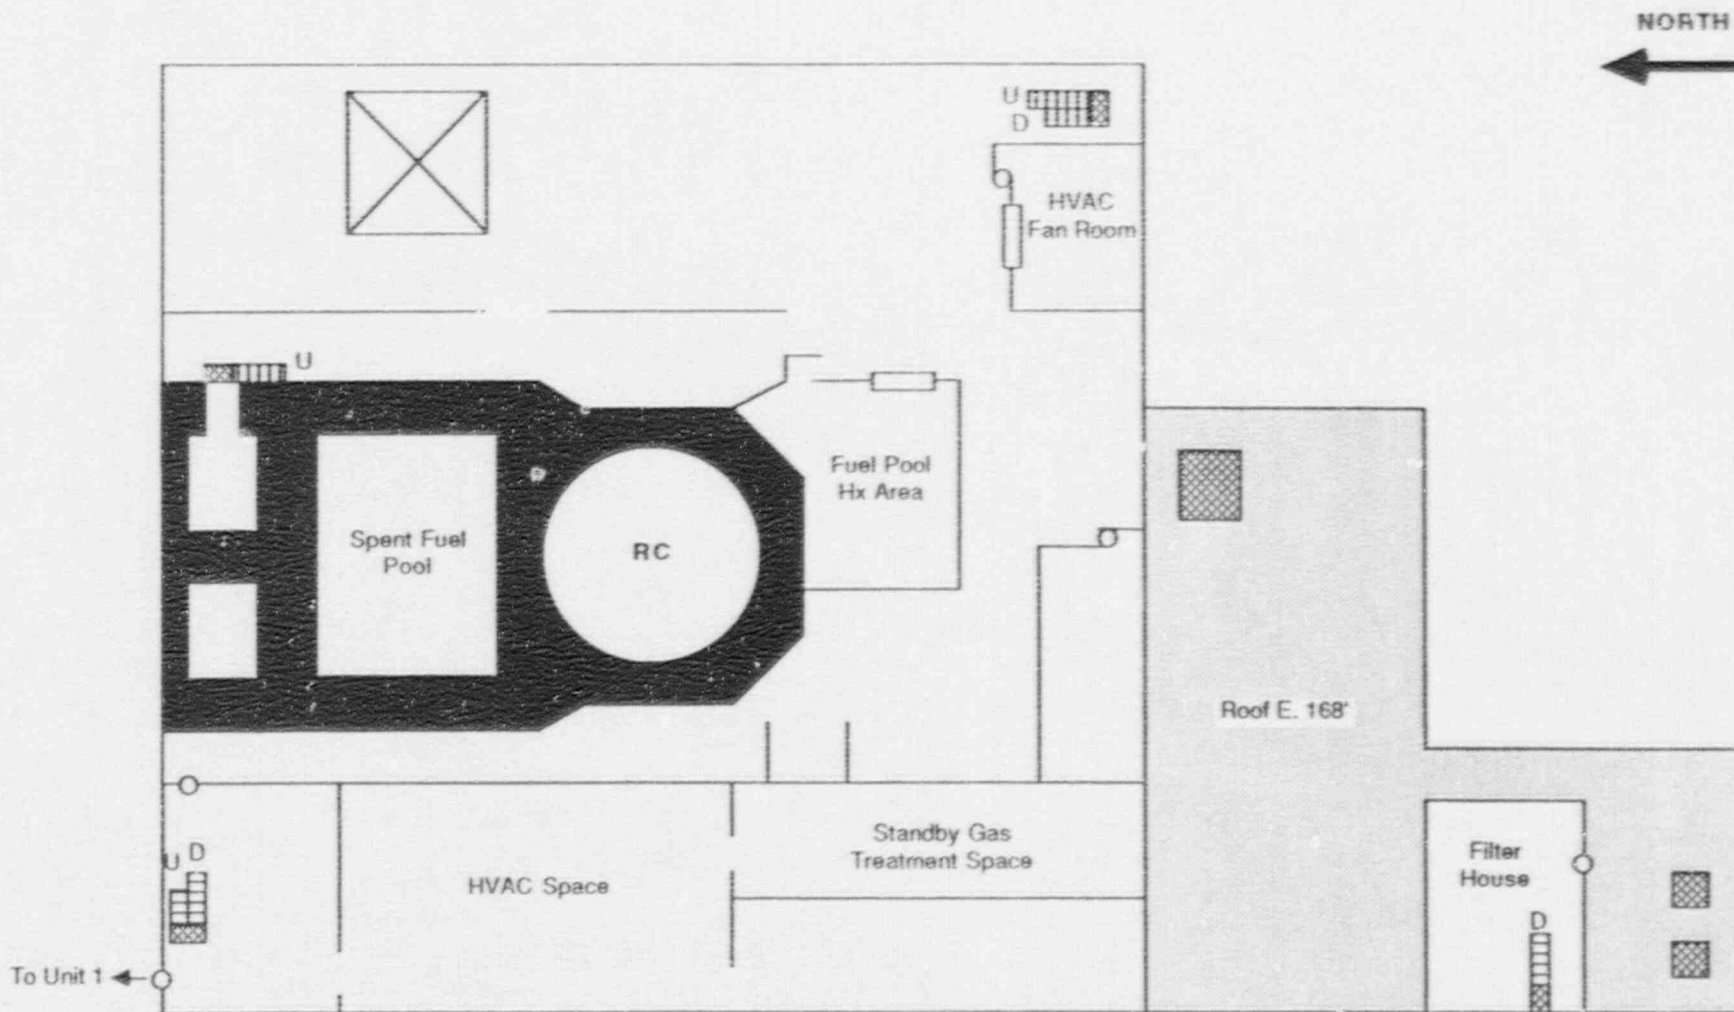 NORTH
U
D
HVAC
Fan Room
U
Fuel Pool
Hx Area
Spent Fuel
Pool
RC
Roof E. 168'
Standby Gas
Treatment Space
Filter
House
U D
HVAC Space
D
To Unit 1